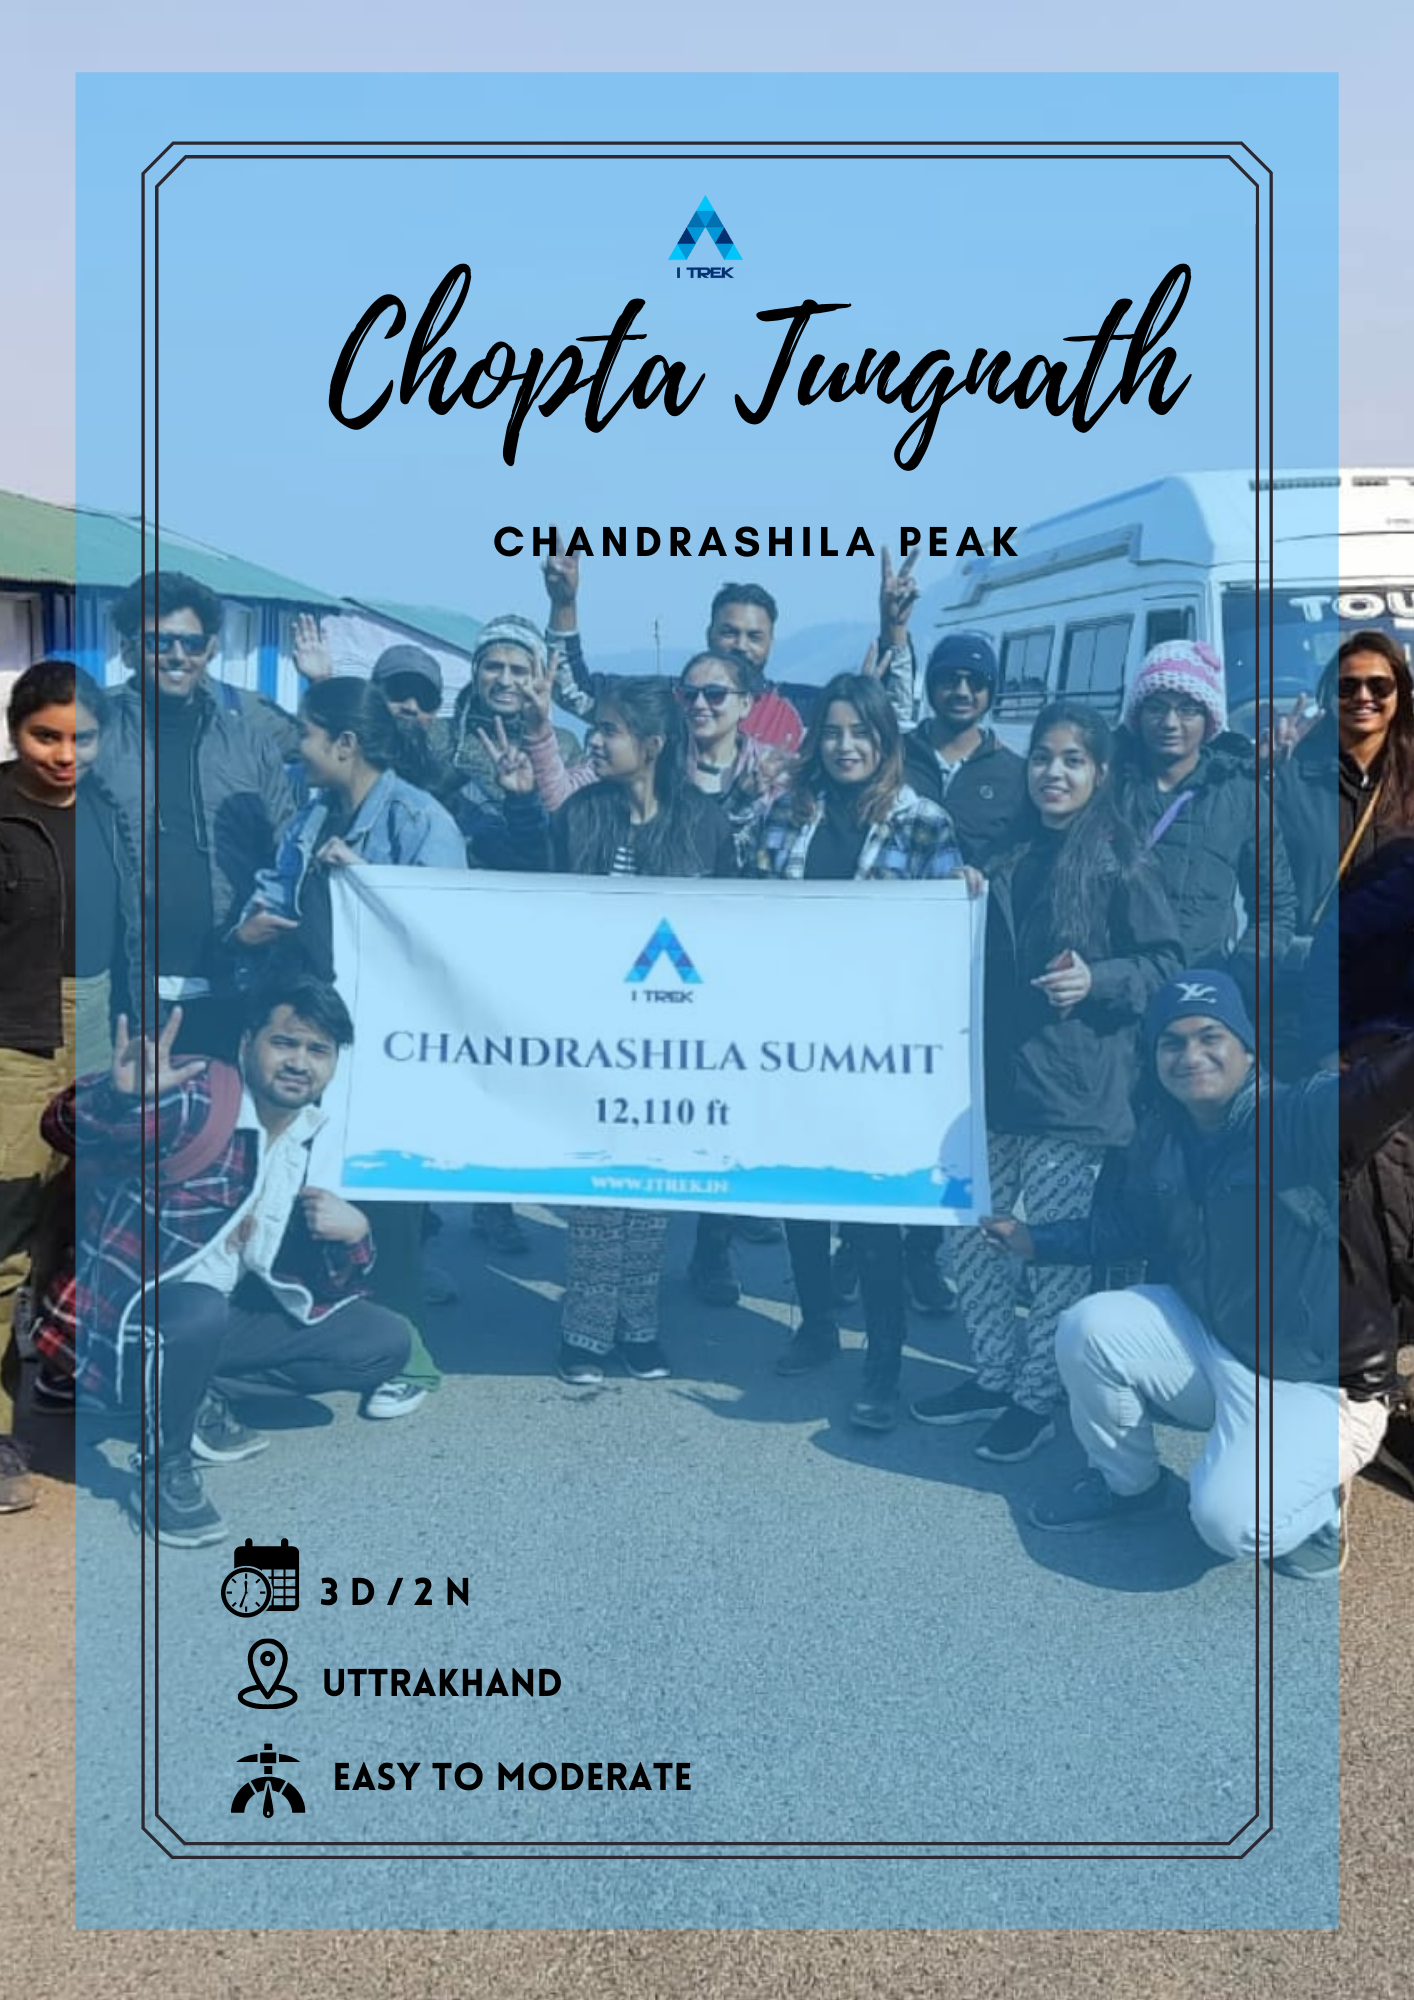 I TREK
Chopta Tungnath
CHANDRASHILA PEAK
TOU
I TREK
CHANDRASHILA SUMMIT
12,110 ft
WWW.ITREK.IN
3 D / 2 N
UTTRAKHAND
EASY TO MODERATE